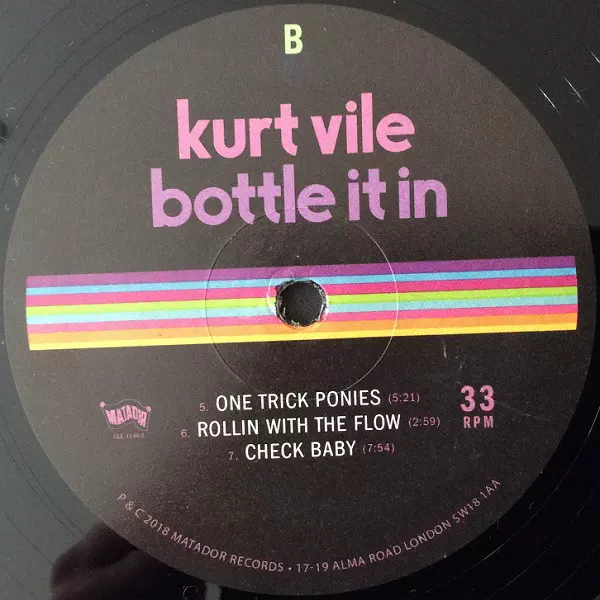 B
kurt vile
bottle it in
5. ONE TRICK PONIES (5:21)
6. ROLLIN WITH THE FLOW (2:59)
7. CHECK BABY (7:54)
33
RPM
MATADOR
P & C 2018 MATADOR RECORDS • 17-19 ALMA ROAD LONDON SW18 1AA